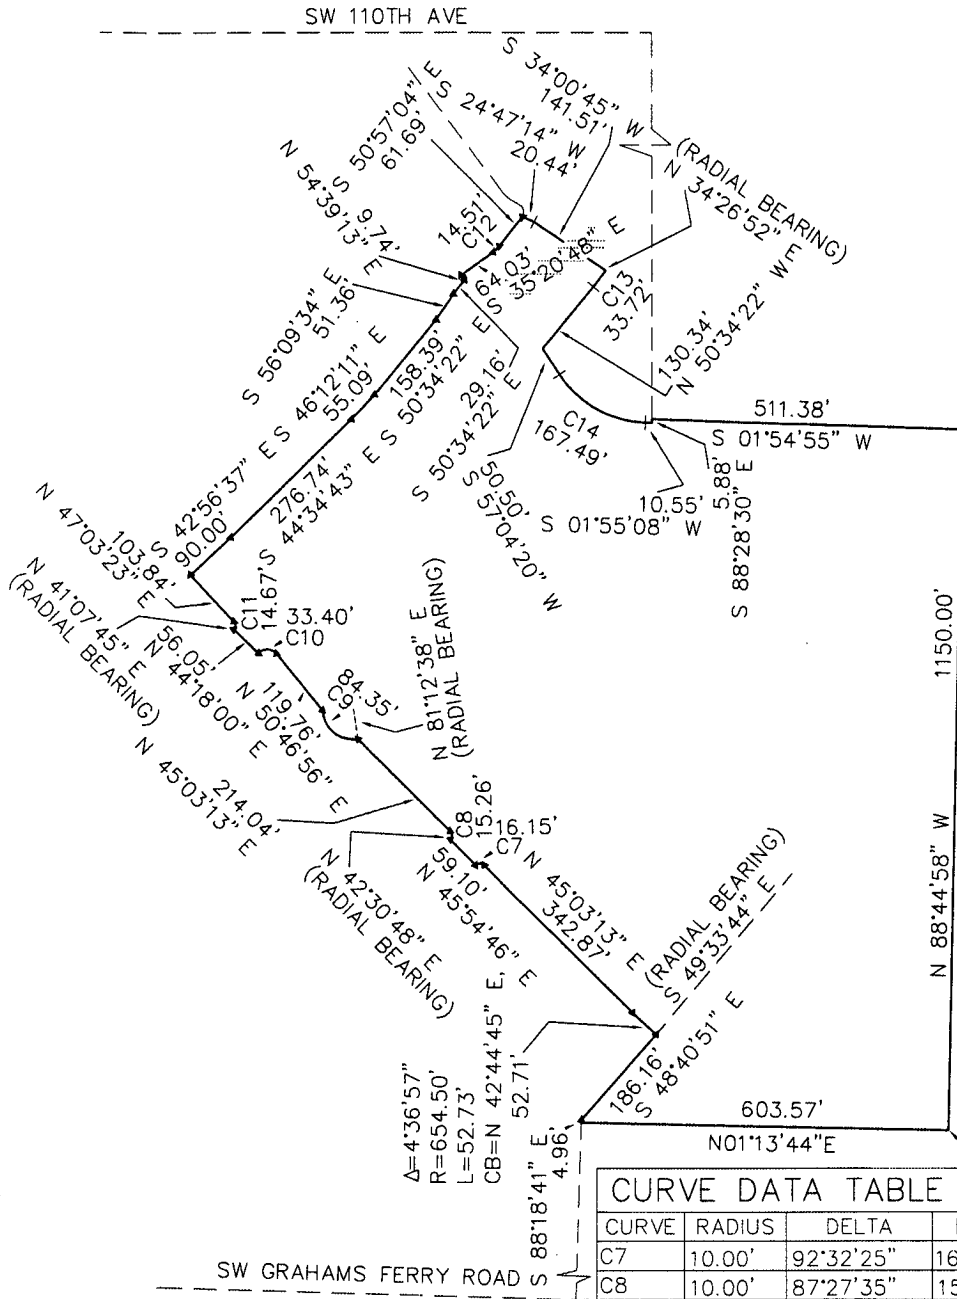 SW 110TH AVE
S 34°00'45" W
141.51'
S 24°47'14" W
20.44'
S 50°57'04" E
61.69'
(RADIAL BEARING)
N 34°26'52" E
N 54°39'13" E
9.74'
14.51'
C12
64.03'
S 35°20'48" E
C13
33.72'
130.34'
N 50°34'22" W
S 56°09'34" E
51.36'
S 46°12'11" E
55.09'
158.39'
S 50°34'22" E
29.16'
S 50°34'22" E
C14
167.49'
511.38'
S 01°54'55" W
50.50'
S 57°04'20" W
10.55'
S 01°55'08" W
5.88'
S 88°28'30" E
S 42°56'37" E
90.00'
276.74'
S 44°34'43" E
N 47°03'23" E
103.84'
N 41°07'45" E
(RADIAL BEARING)
C11
14.67'
33.40'
C10
56.05'
N 44°18'00" E
119.76'
N 50°46'56" E
84.35'
C9
N 81°12'38" E
(RADIAL BEARING)
1150.00'
N 88°44'58" W
214.04'
N 45°03'13" E
C8
15.26'
16.15'
C7
N 42°30'48" E
(RADIAL BEARING)
59.10'
N 45°54'46" E
N 45°03'13" E
342.87'
(RADIAL BEARING)
S 49°33'44" E
Δ=4°36'57"
R=654.50'
L=52.73'
CB=N 42°44'45" E,
52.71'
186.16'
S 48°40'51" E
603.57'
N01°13'44"E
S 88°18'41" E
4.96'
SW GRAHAMS FERRY ROAD
CURVE DATA TABLE
CURVE RADIUS DELTA
C7 10.00' 92°32'25" 16
C8 10.00' 87°27'35" 15